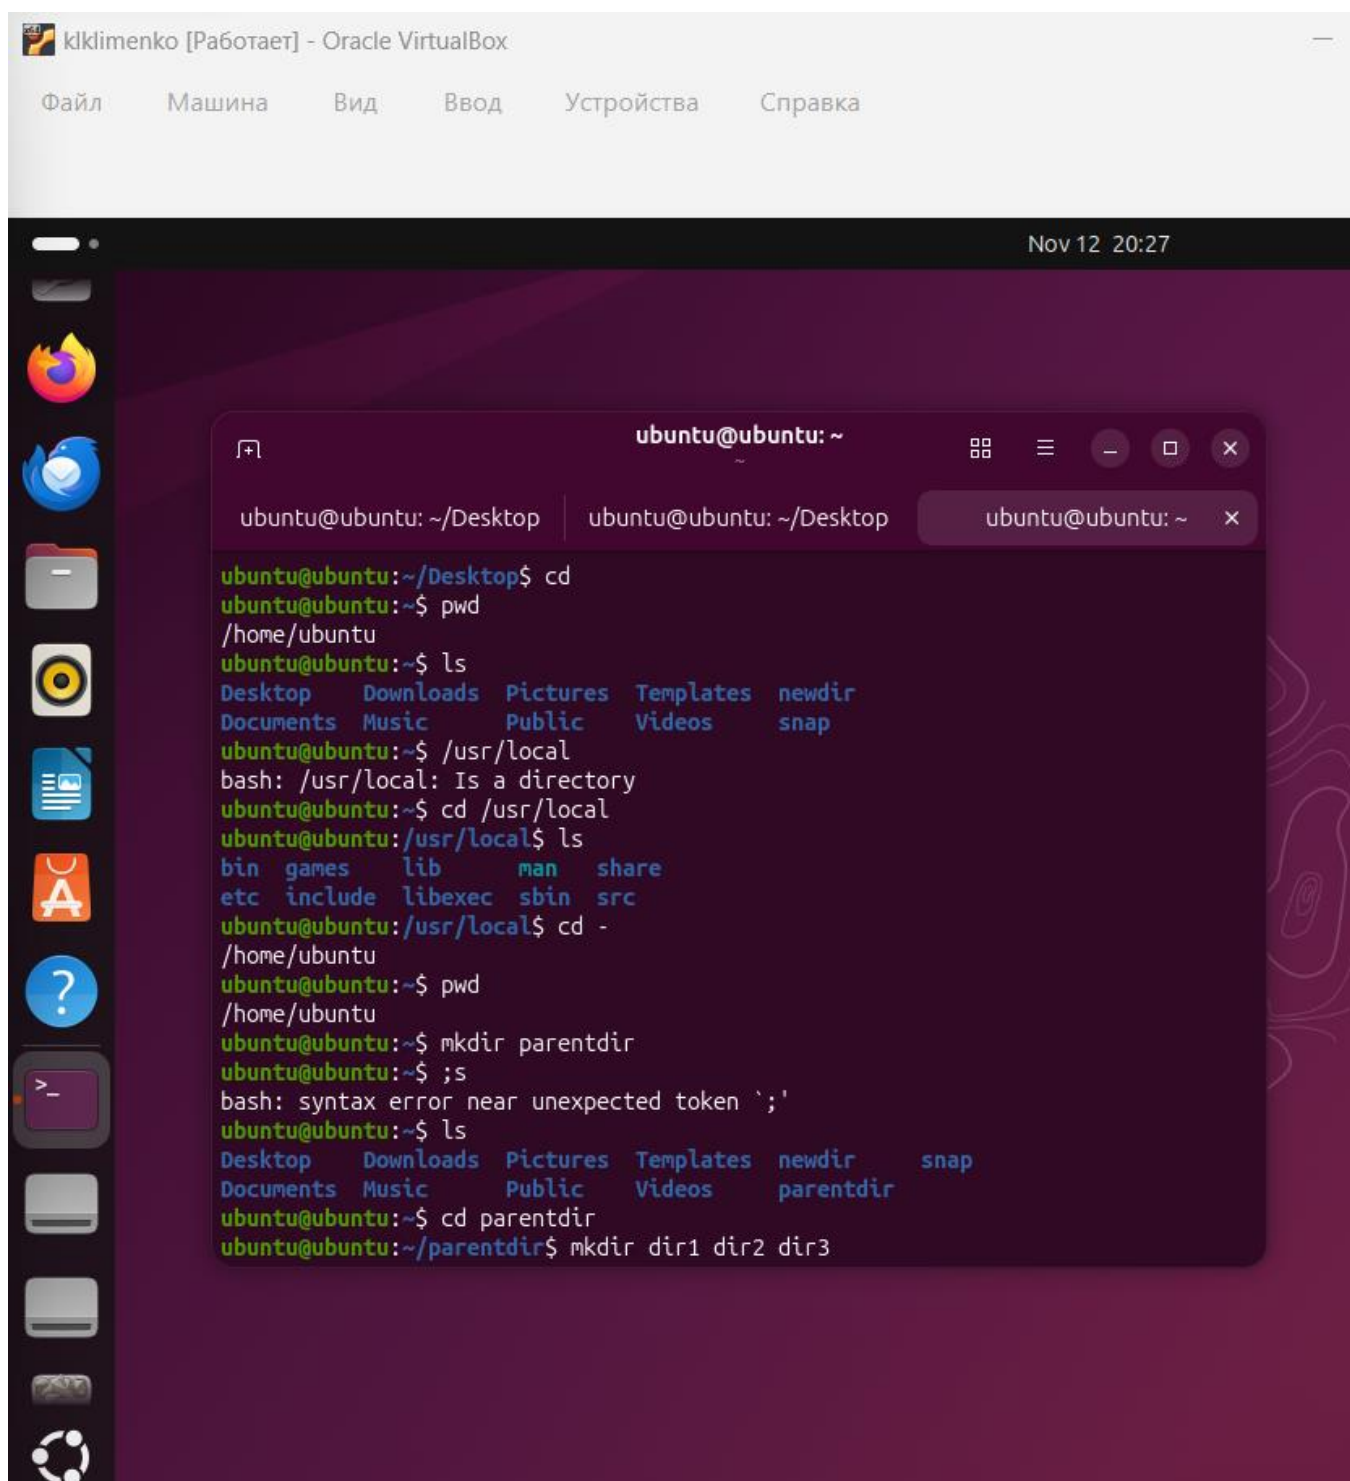 klklimenko [Работает] - Oracle VirtualBox
Файл Машина Вид Ввод Устройства Справка
Nov 12 20:27
ubuntu@ubuntu: ~
~
ubuntu@ubuntu: ~/Desktop ubuntu@ubuntu: ~/Desktop ubuntu@ubuntu: ~
ubuntu@ubuntu:~/Desktop$ cd
ubuntu@ubuntu:~$ pwd
/home/ubuntu
ubuntu@ubuntu:~$ ls
Desktop Downloads Pictures Templates newdir
Documents Music Public Videos snap
ubuntu@ubuntu:~$ /usr/local
bash: /usr/local: Is a directory
ubuntu@ubuntu:~$ cd /usr/local
ubuntu@ubuntu:/usr/local$ ls
bin games lib man share
etc include libexec sbin src
ubuntu@ubuntu:/usr/local$ cd -
/home/ubuntu
ubuntu@ubuntu:~$ pwd
/home/ubuntu
ubuntu@ubuntu:~$ mkdir parentdir
ubuntu@ubuntu:~$ ;s
bash: syntax error near unexpected token `;'
ubuntu@ubuntu:~$ ls
Desktop Downloads Pictures Templates newdir snap
Documents Music Public Videos parentdir
ubuntu@ubuntu:~$ cd parentdir
ubuntu@ubuntu:~/parentdir$ mkdir dir1 dir2 dir3